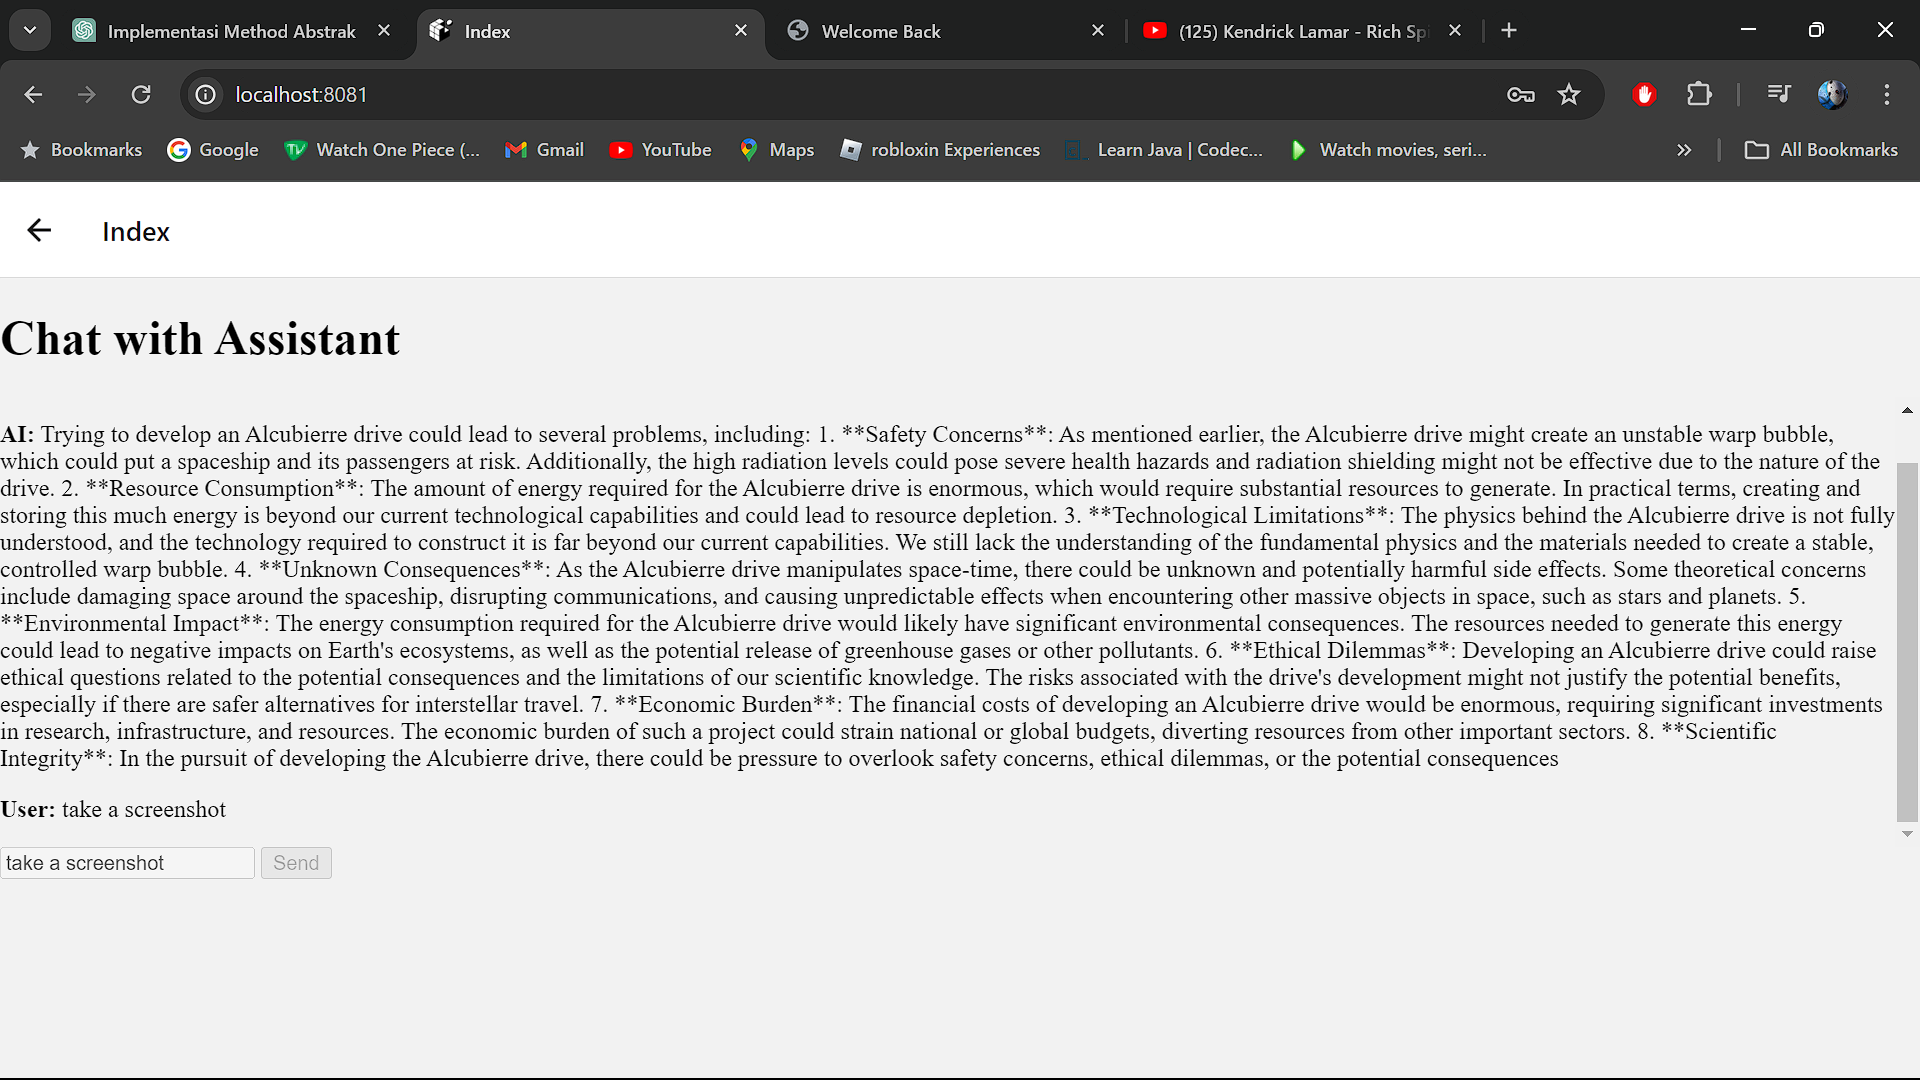 Implementasi Method Abstrak
Index
Welcome Back
(125) Kendrick Lamar - Rich Sp
localhost:8081
Bookmarks
Google
Watch One Piece (...
Gmail
YouTube
Maps
robloxin Experiences
Learn Java | Codec...
Watch movies, seri...
All Bookmarks
Index
Chat with Assistant
AI: Trying to develop an Alcubierre drive could lead to several problems, including: 1. **Safety Concerns**: As mentioned earlier, the Alcubierre drive might create an unstable warp bubble,
which could put a spaceship and its passengers at risk. Additionally, the high radiation levels could pose severe health hazards and radiation shielding might not be effective due to the nature of the
drive. 2. **Resource Consumption**: The amount of energy required for the Alcubierre drive is enormous, which would require substantial resources to generate. In practical terms, creating and
storing this much energy is beyond our current technological capabilities and could lead to resource depletion. 3. **Technological Limitations**: The physics behind the Alcubierre drive is not fully
understood, and the technology required to construct it is far beyond our current capabilities. We still lack the understanding of the fundamental physics and the materials needed to create a stable,
controlled warp bubble. 4. **Unknown Consequences**: As the Alcubierre drive manipulates space-time, there could be unknown and potentially harmful side effects. Some theoretical concerns
include damaging space around the spaceship, disrupting communications, and causing unpredictable effects when encountering other massive objects in space, such as stars and planets. 5.
**Environmental Impact**: The energy consumption required for the Alcubierre drive would likely have significant environmental consequences. The resources needed to generate this energy
could lead to negative impacts on Earth's ecosystems, as well as the potential release of greenhouse gases or other pollutants. 6. **Ethical Dilemmas**: Developing an Alcubierre drive could raise
ethical questions related to the potential consequences and the limitations of our scientific knowledge. The risks associated with the drive's development might not justify the potential benefits,
especially if there are safer alternatives for interstellar travel. 7. **Economic Burden**: The financial costs of developing an Alcubierre drive would be enormous, requiring significant investments
in research, infrastructure, and resources. The economic burden of such a project could strain national or global budgets, diverting resources from other important sectors. 8. **Scientific
Integrity**: In the pursuit of developing the Alcubierre drive, there could be pressure to overlook safety concerns, ethical dilemmas, or the potential consequences
User: take a screenshot
take a screenshot
Send